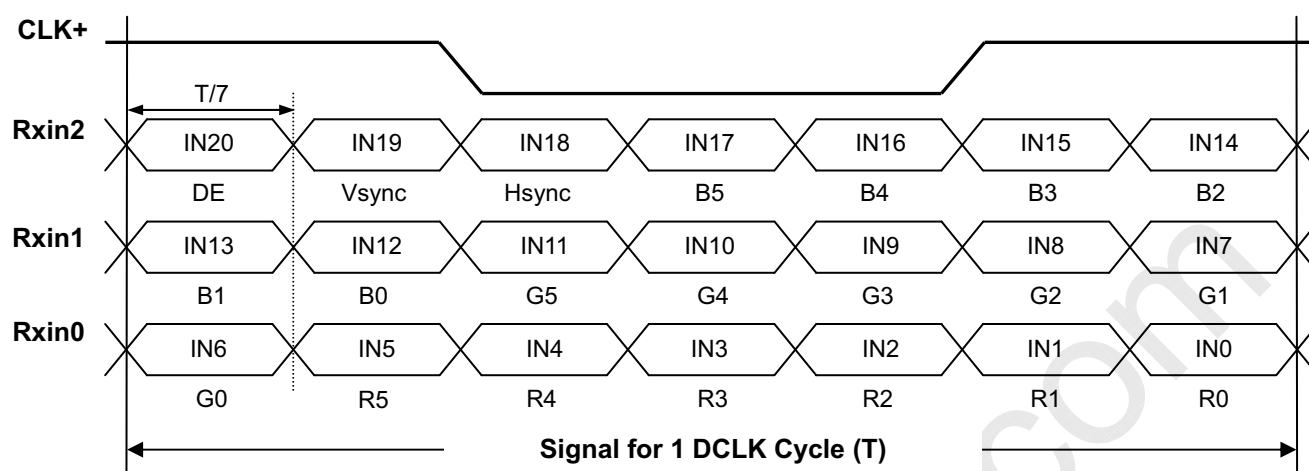 CLK+
T/7
Rxin2
IN20 IN19 IN18 IN17 IN16 IN15 IN14
DE Vsync Hsync B5 B4 B3 B2
Rxin1
IN13 IN12 IN11 IN10 IN9 IN8 IN7
B1 B0 G5 G4 G3 G2 G1
Rxin0
IN6 IN5 IN4 IN3 IN2 IN1 IN0
G0 R5 R4 R3 R2 R1 R0
Signal for 1 DCLK Cycle (T)
com